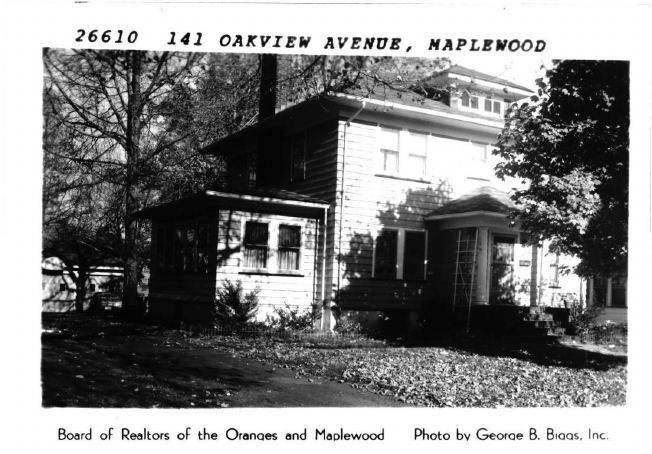 26610 141 OAKVIEW AVENUE, MAPLEWOOD
Board of Realtors of the Oranges and Maplewood Photo by George B. Biggs, Inc.